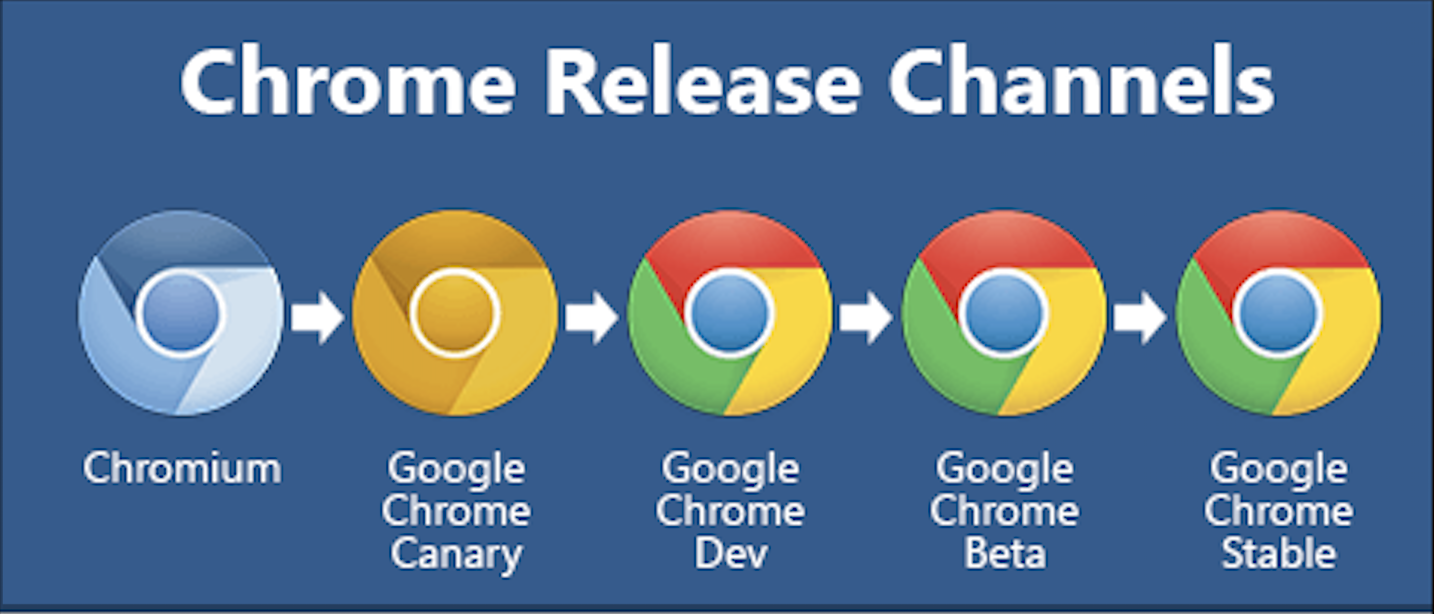 Chrome Release Channels
Chromium
Google
Chrome
Canary
Google
Chrome
Dev
Google
Chrome
Beta
Google
Chrome
Stable